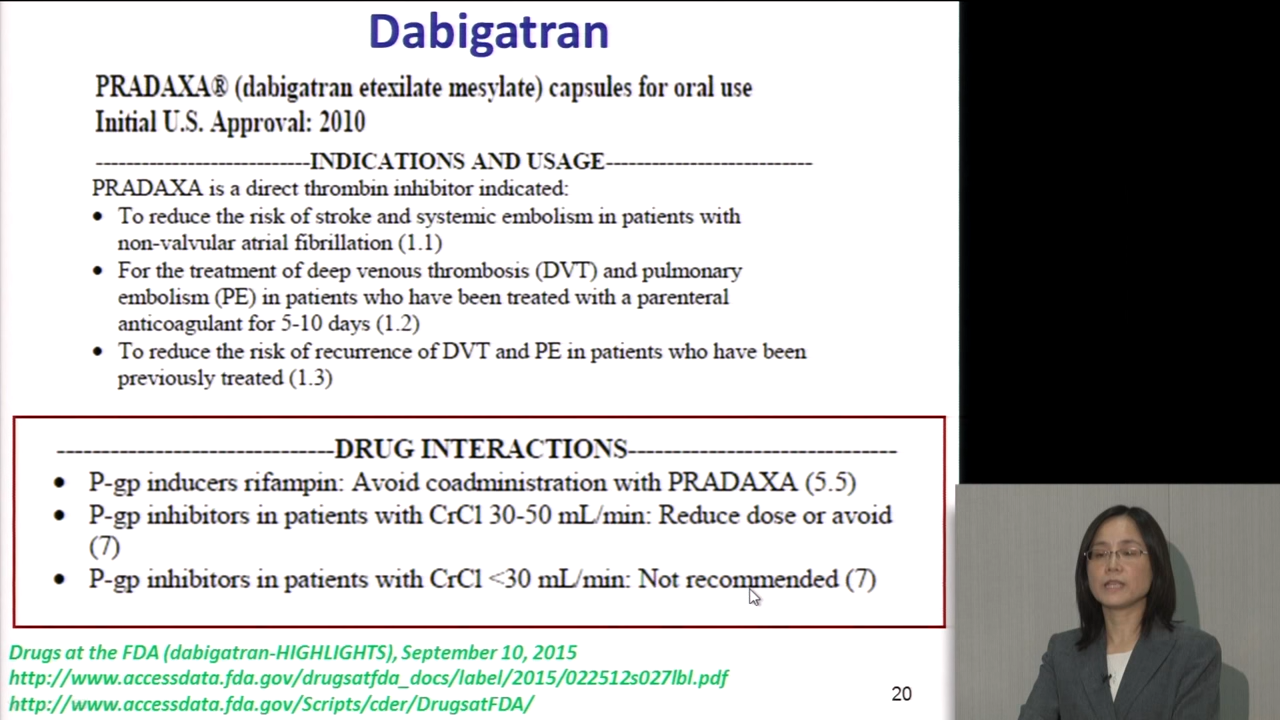 Dabigatran
PRADAXA® (dabigatran etexilate mesylate) capsules for oral use
Initial U.S. Approval: 2010
---------------------------INDICATIONS AND USAGE--------------------------
PRADAXA is a direct thrombin inhibitor indicated:
• To reduce the risk of stroke and systemic embolism in patients with
non-valvular atrial fibrillation (1.1)
• For the treatment of deep venous thrombosis (DVT) and pulmonary
embolism (PE) in patients who have been treated with a parenteral
anticoagulant for 5-10 days (1.2)
• To reduce the risk of recurrence of DVT and PE in patients who have been
previously treated (1.3)
------------------------------DRUG INTERACTIONS-----------------------------
• P-gp inducers rifampin: Avoid coadministration with PRADAXA (5.5)
• P-gp inhibitors in patients with CrCl 30-50 mL/min: Reduce dose or avoid
(7)
• P-gp inhibitors in patients with CrCl <30 mL/min: Not recommended (7)
Drugs at the FDA (dabigatran-HIGHLIGHTS), September 10, 2015
http://www.accessdata.fda.gov/drugsatfda_docs/label/2015/022512s027lbl.pdf
http://www.accessdata.fda.gov/Scripts/cder/DrugsatFDA/
20